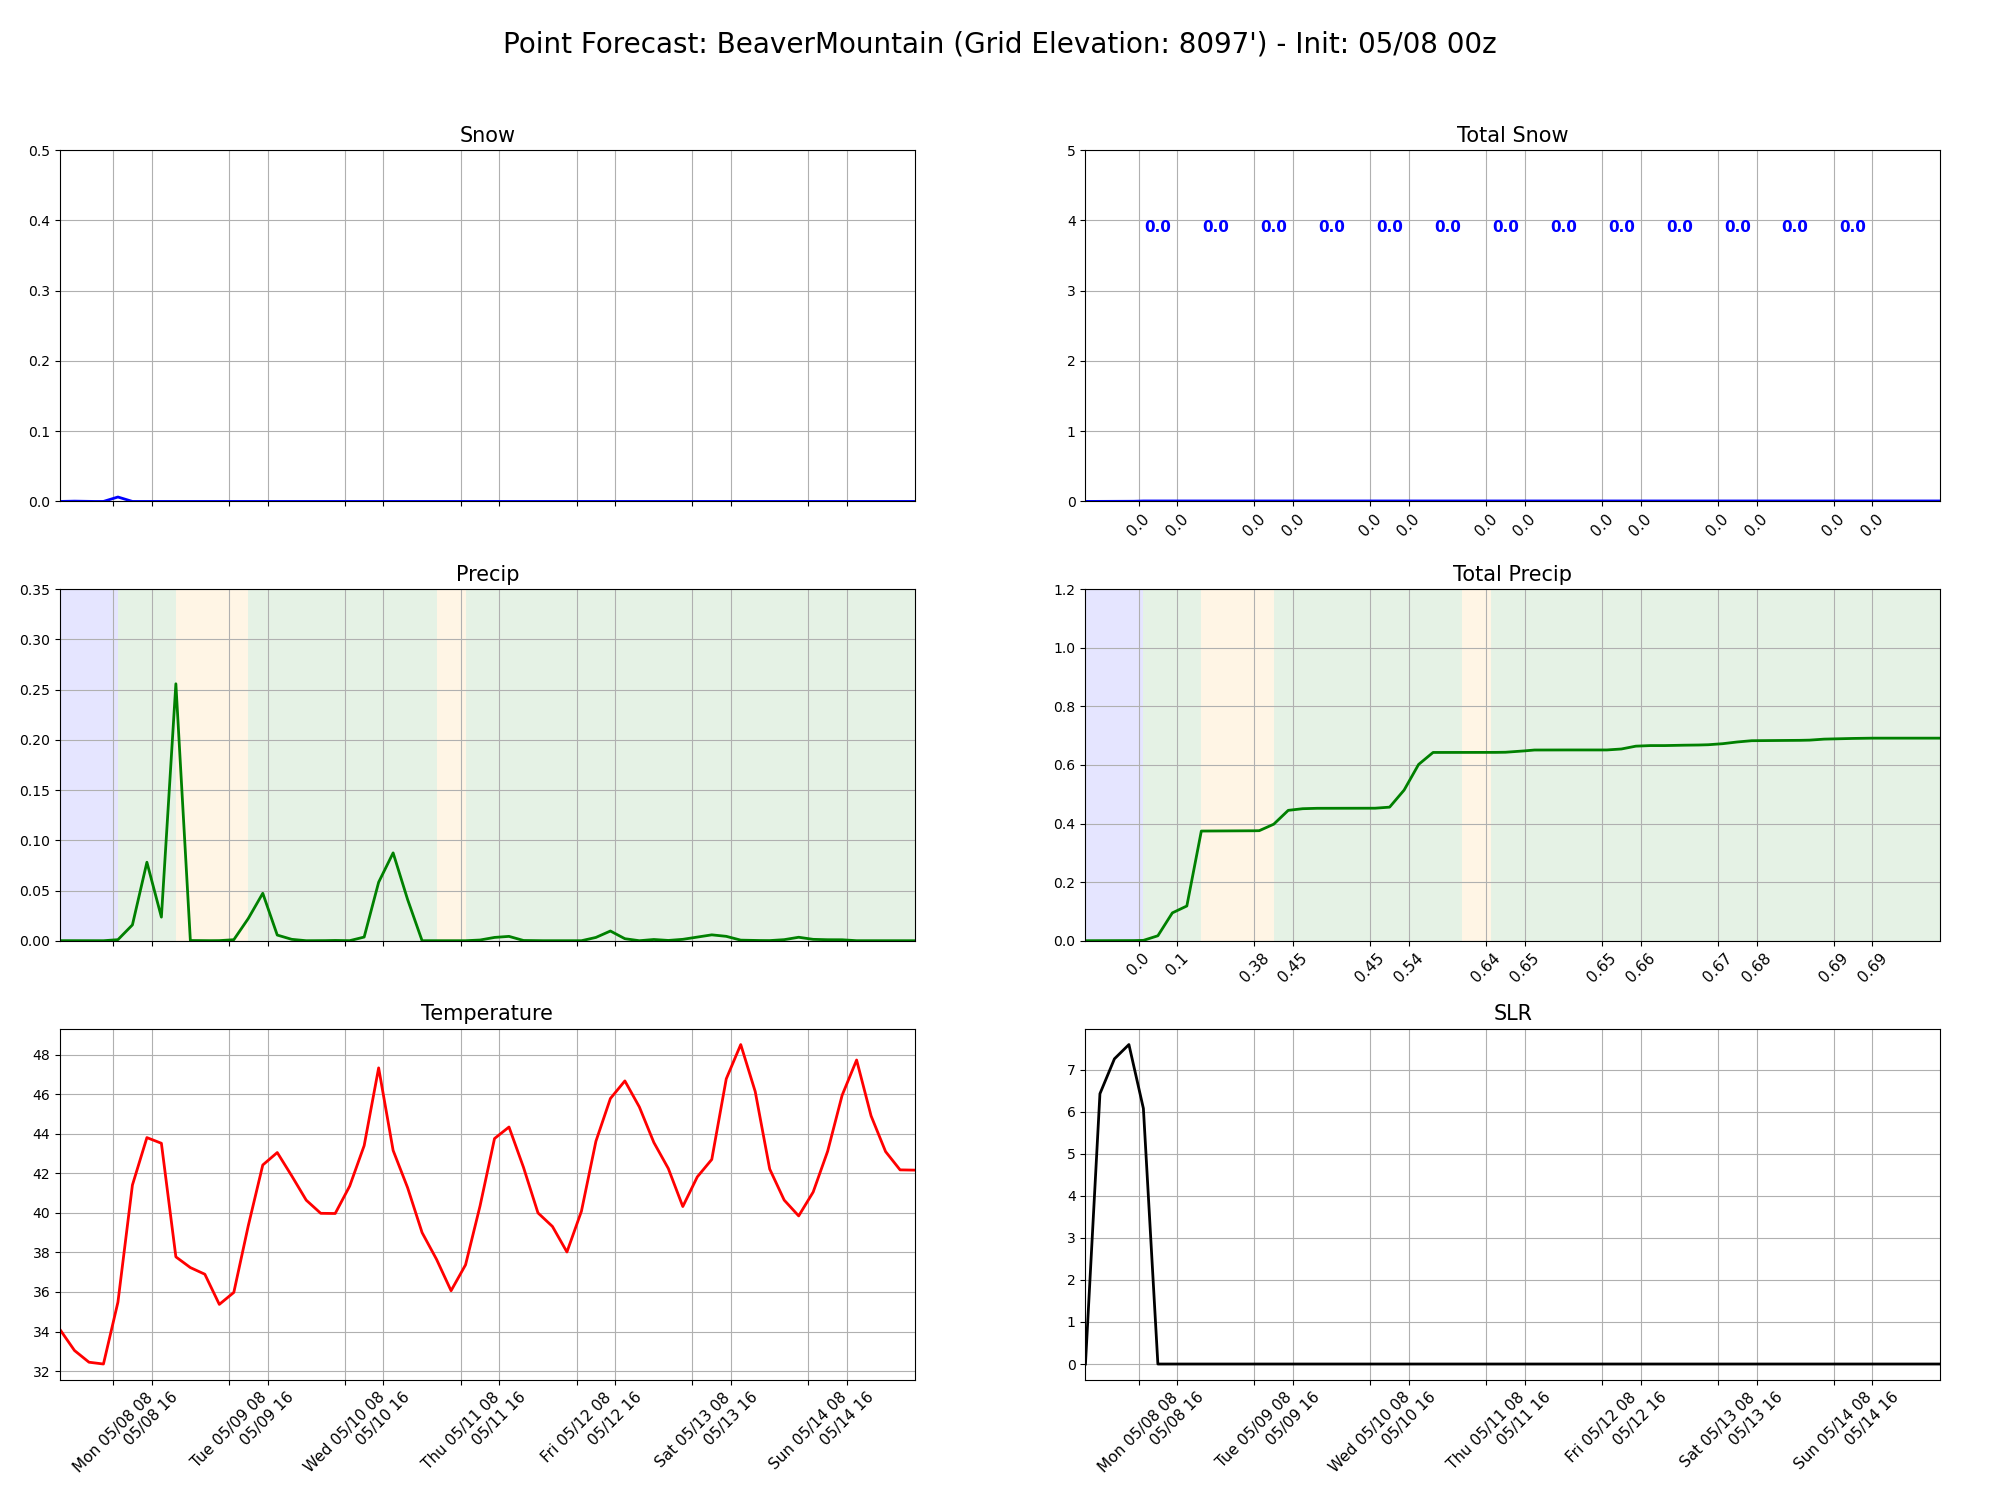 Point Forecast: BeaverMountain (Grid Elevation: 8097') - Init: 05/08 00z
Snow
0.5
0.4
0.3
0.2
0.1
0.0
Total Snow
5
4
3
2
1
0
0.0 0.0 0.0 0.0 0.0 0.0 0.0 0.0 0.0 0.0 0.0 0.0 0.0
0.0 0.0 0.0 0.0 0.0 0.0 0.0 0.0 0.0 0.0 0.0 0.0 0.0 0.0
Precip
0.35
0.30
0.25
0.20
0.15
0.10
0.05
0.00
Total Precip
1.2
1.0
0.8
0.6
0.4
0.2
0.0
0.0 0.1 0.38 0.45 0.45 0.54 0.64 0.65 0.65 0.66 0.67 0.68 0.69 0.69
Temperature
48
46
44
42
40
38
36
34
32
Mon 05/08 08
05/08 16
Tue 05/09 08
05/09 16
Wed 05/10 08
05/10 16
Thu 05/11 08
05/11 16
Fri 05/12 08
05/12 16
Sat 05/13 08
05/13 16
Sun 05/14 08
05/14 16
SLR
7
6
5
4
3
2
1
0
Mon 05/08 08
05/08 16
Tue 05/09 08
05/09 16
Wed 05/10 08
05/10 16
Thu 05/11 08
05/11 16
Fri 05/12 08
05/12 16
Sat 05/13 08
05/13 16
Sun 05/14 08
05/14 16